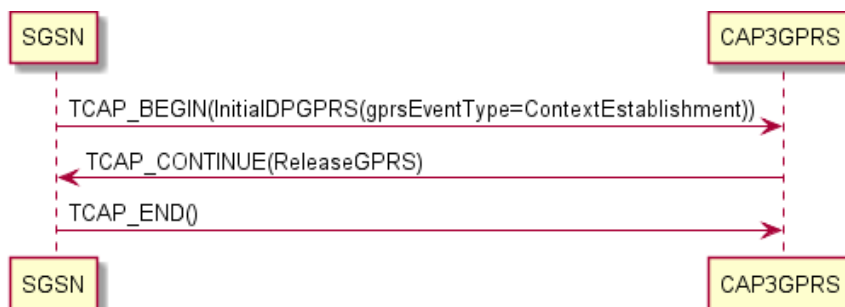 SGSN CAP3GPRS
TCAP_BEGIN(InitialDPGPRS(gprsEventType=ContextEstablishment))
TCAP_CONTINUE(ReleaseGPRS)
TCAP_END()
SGSN CAP3GPRS